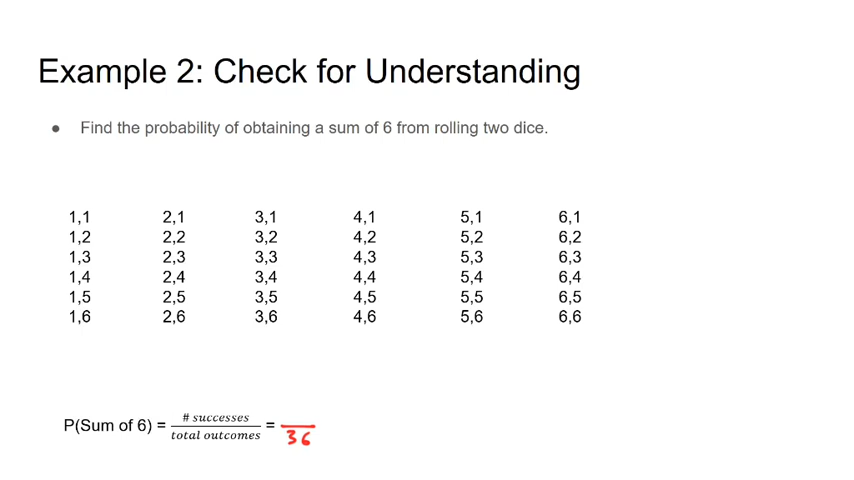 Example 2: Check for Understanding
● Find the probability of obtaining a sum of 6 from rolling two dice.
1,1 2,1 3,1 4,1 5,1 6,1
1,2 2,2 3,2 4,2 5,2 6,2
1,3 2,3 3,3 4,3 5,3 6,3
1,4 2,4 3,4 4,4 5,4 6,4
1,5 2,5 3,5 4,5 5,5 6,5
1,6 2,6 3,6 4,6 5,6 6,6
# successes
P(Sum of 6) = =
total outcomes 36